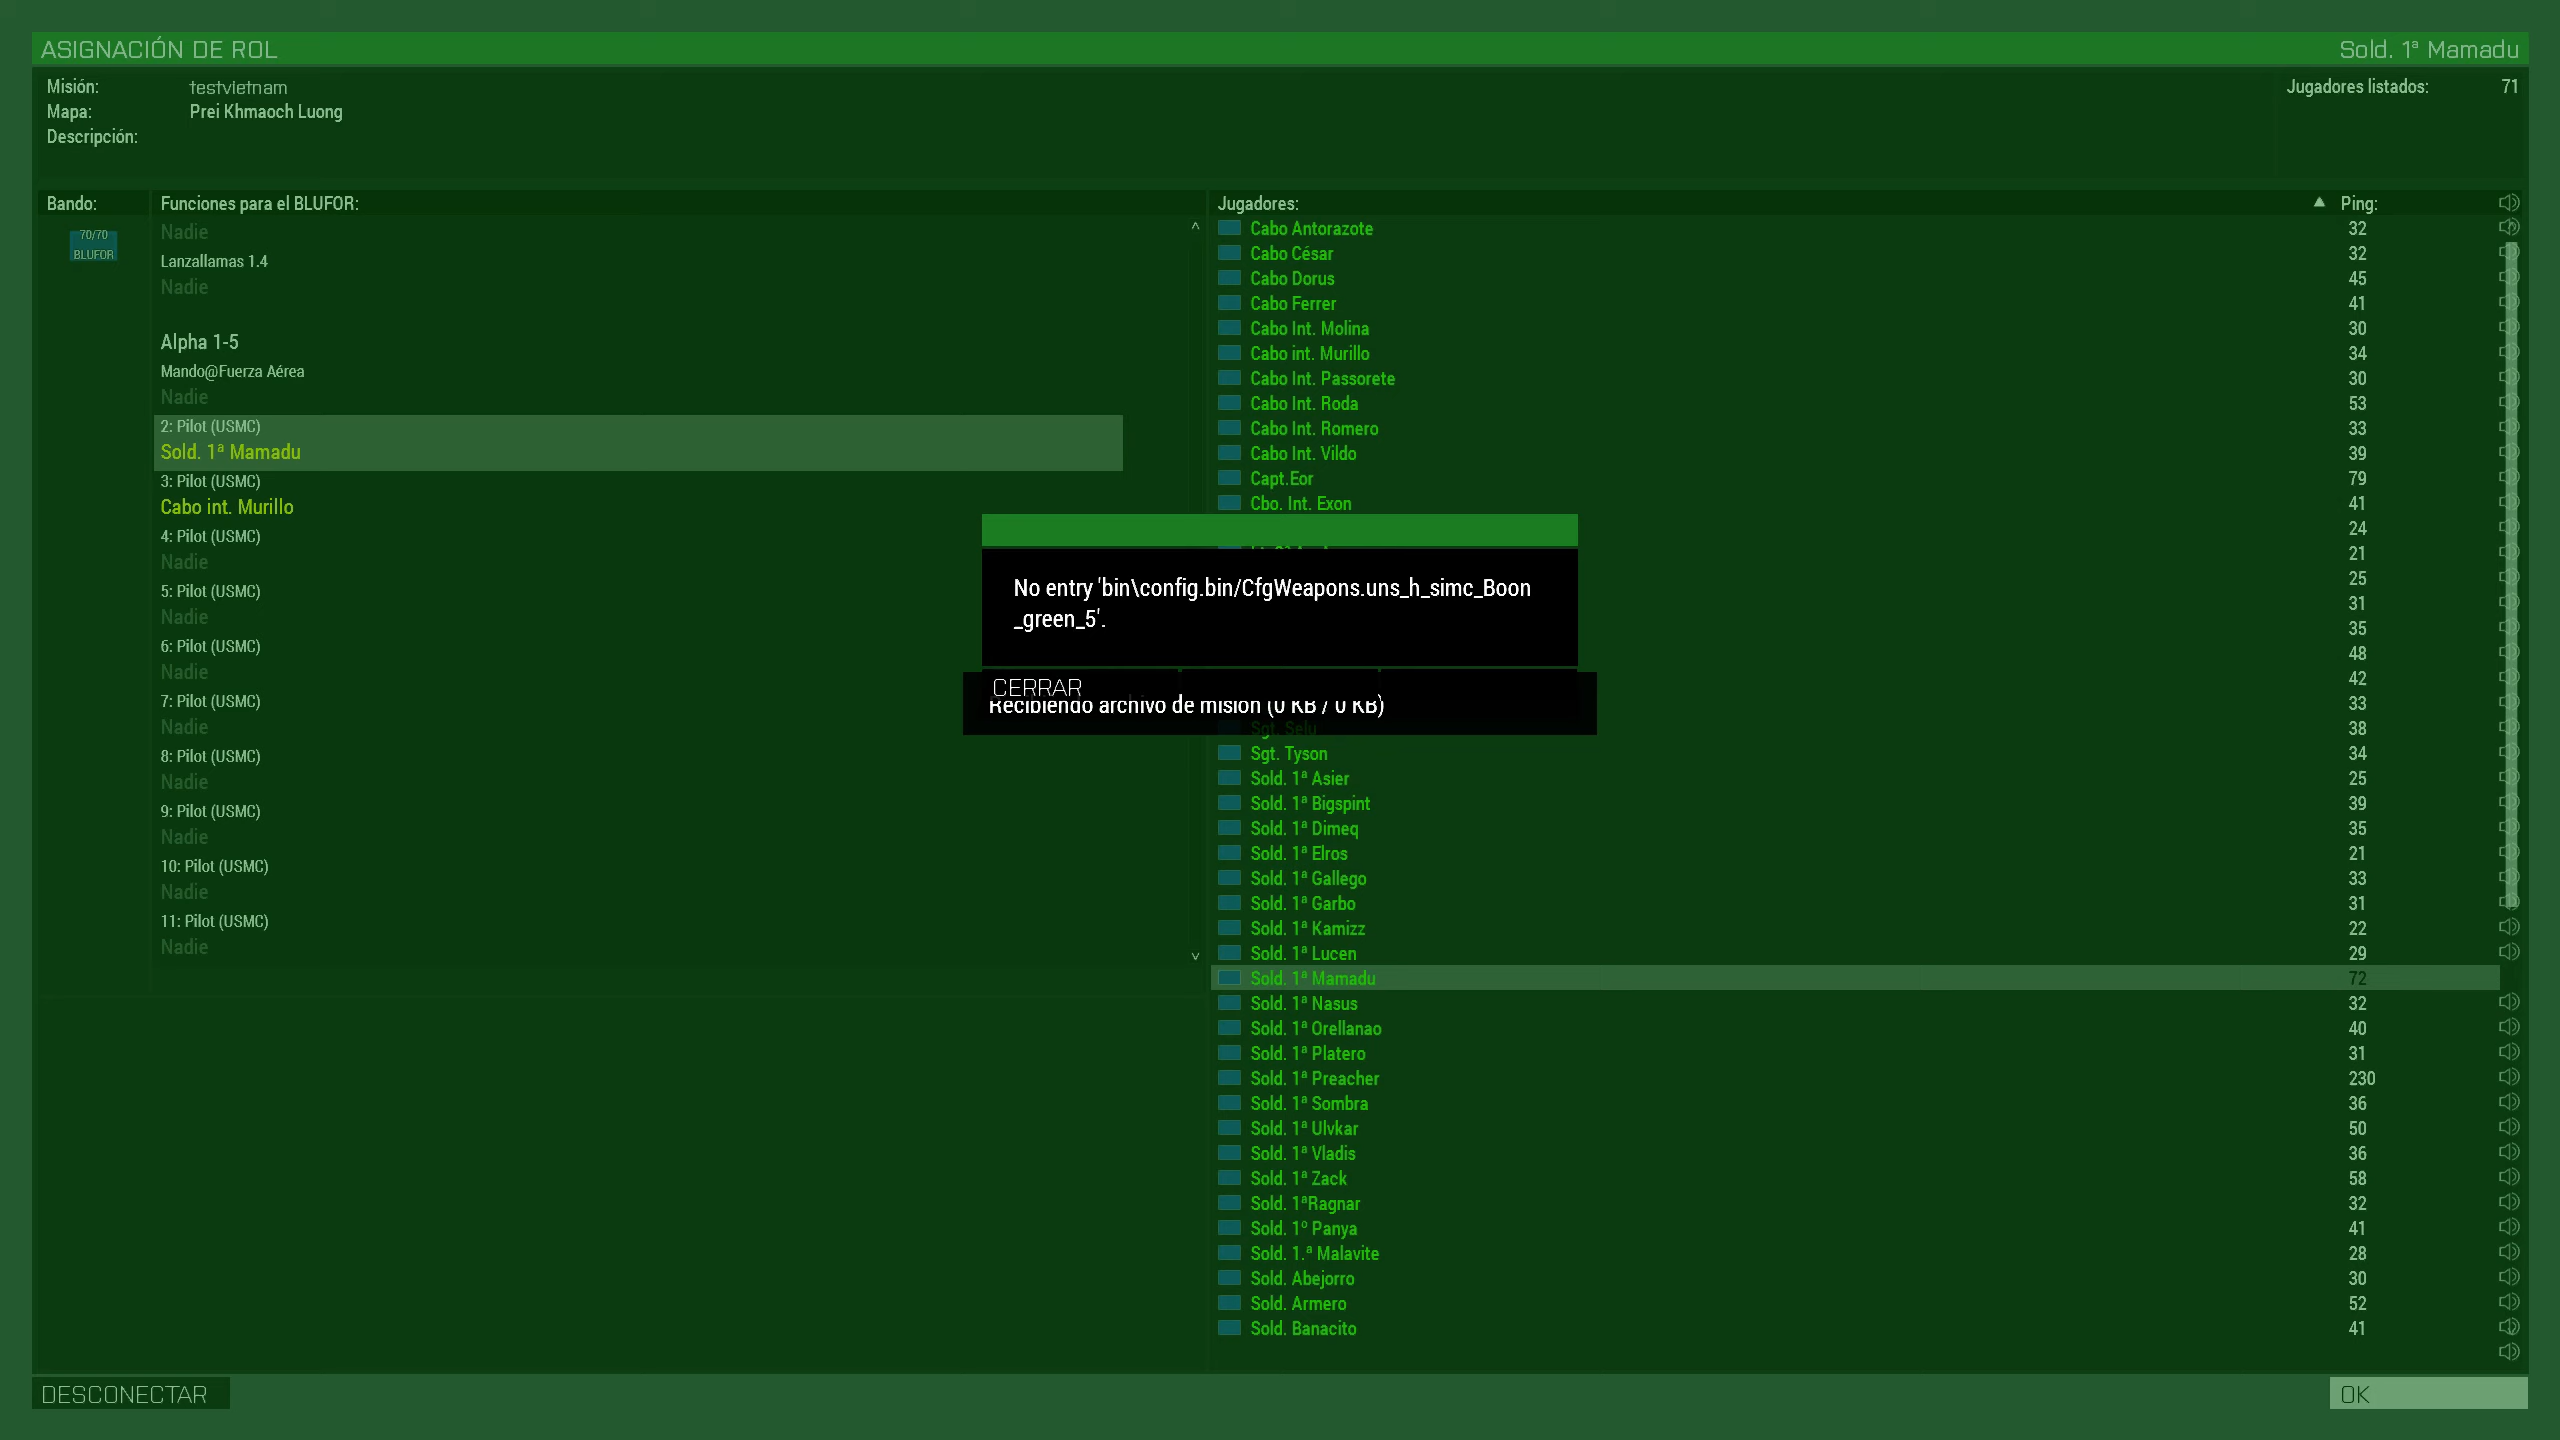 ASIGNACIÓN DE ROL
Sold. 1ª Mamadu
Misión: testvietnam
Jugadores listados: 71
Mapa: Prei Khmaoch Luong
Descripción:
Bando:
70/70
BLUFOR
Funciones para el BLUFOR:
Nadie
Lanzallamas 1.4
Nadie
Alpha 1-5
Mando@Fuerza Aérea
Nadie
2: Pilot (USMC)
Sold. 1ª Mamadu
3: Pilot (USMC)
Cabo int. Murillo
4: Pilot (USMC)
Nadie
5: Pilot (USMC)
Nadie
6: Pilot (USMC)
Nadie
7: Pilot (USMC)
Nadie
8: Pilot (USMC)
Nadie
9: Pilot (USMC)
Nadie
10: Pilot (USMC)
Nadie
11: Pilot (USMC)
Nadie
Jugadores: Ping:
Cabo Antorazote 32
Cabo César 32
Cabo Dorus 45
Cabo Ferrer 41
Cabo Int. Molina 30
Cabo int. Murillo 34
Cabo Int. Passorete 30
Cabo Int. Roda 53
Cabo Int. Romero 33
Cabo Int. Vildo 39
Capt.Eor 79
Cbo. Int. Exon 41
24
21
25
31
35
48
42
33
Sgt. Selu 38
Sgt. Tyson 34
Sold. 1ª Asier 25
Sold. 1ª Bigspint 39
Sold. 1ª Dimeq 35
Sold. 1ª Elros 21
Sold. 1ª Gallego 33
Sold. 1ª Garbo 31
Sold. 1ª Kamizz 22
Sold. 1ª Lucen 29
Sold. 1ª Mamadu 72
Sold. 1ª Nasus 32
Sold. 1ª Orellanao 40
Sold. 1ª Platero 31
Sold. 1ª Preacher 230
Sold. 1ª Sombra 36
Sold. 1ª Ulvkar 50
Sold. 1ª Vladis 36
Sold. 1ª Zack 58
Sold. 1ªRagnar 32
Sold. 1º Panya 41
Sold. 1.ª Malavite 28
Sold. Abejorro 30
Sold. Armero 52
Sold. Banacito 41
No entry 'bin\config.bin/CfgWeapons.uns_h_simc_Boon
_green_5'.
CERRAR
Recibiendo archivo de misión (0 KB / 0 KB)
DESCONECTAR
OK